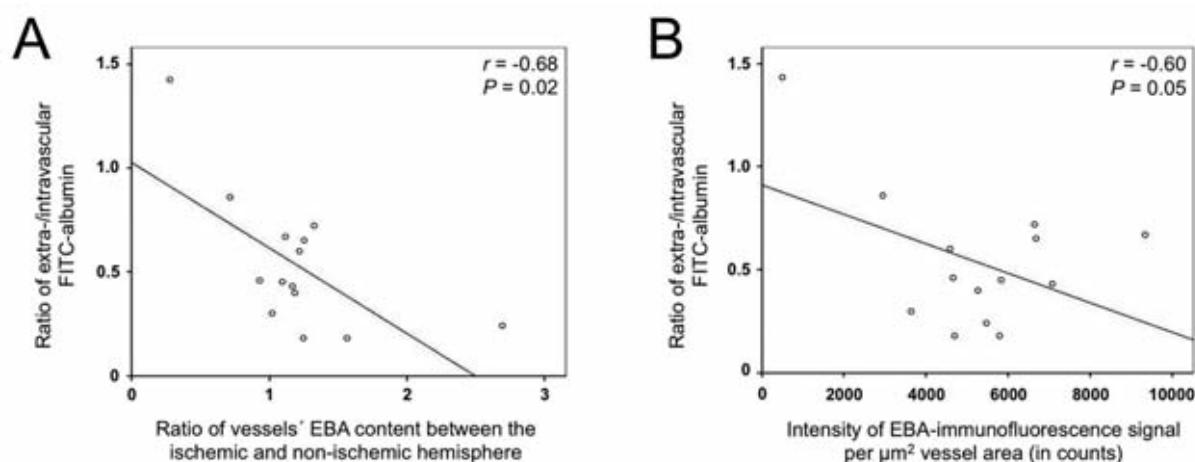 A
r = -0.68
P = 0.02
Ratio of extra-/intravascular
FITC-albumin
1.5
1.0
0.5
0
0 1 2 3
Ratio of vessels´ EBA content between the
ischemic and non-ischemic hemisphere
B
r = -0.60
P = 0.05
Ratio of extra-/intravascular
FITC-albumin
1.5
1.0
0.5
0
0 2000 4000 6000 8000 10000
Intensity of EBA-immunofluorescence signal
per µm² vessel area (in counts)